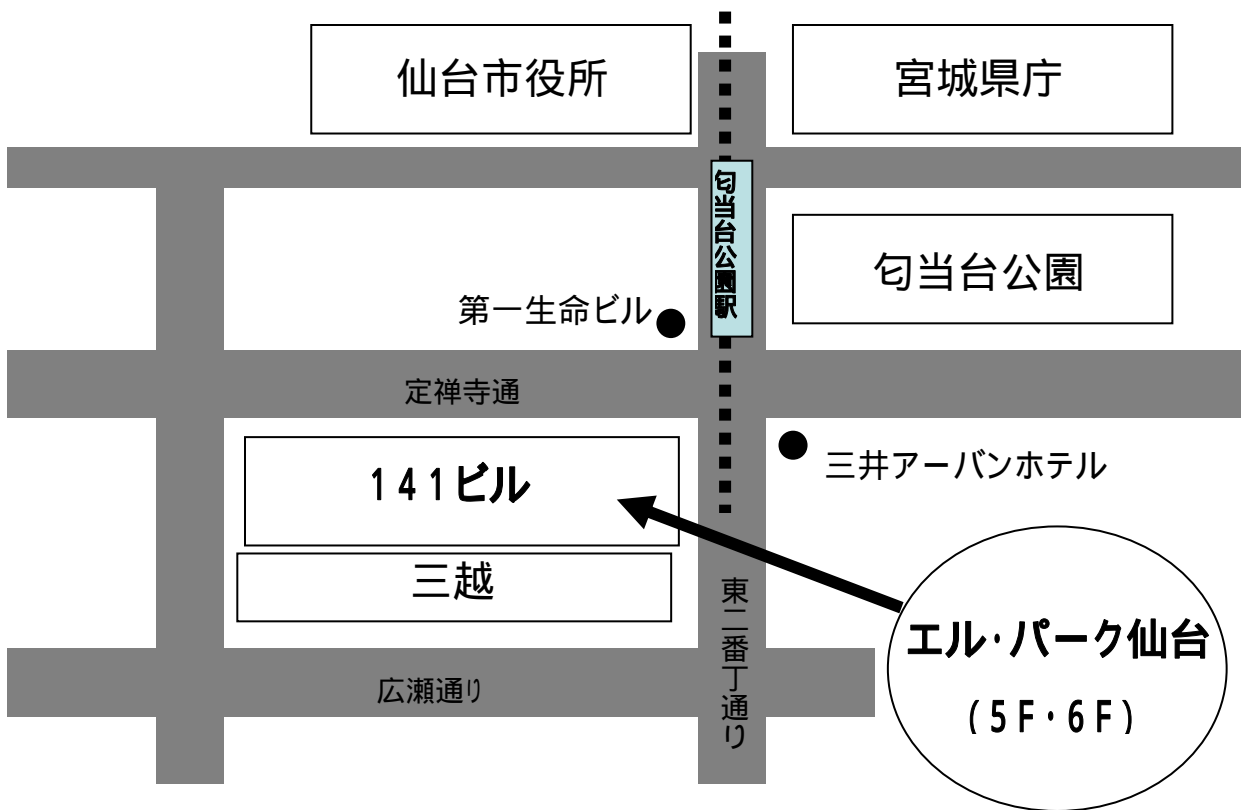 仙台市役所
宮城県庁
匂当台公園駅
匂当台公園
第一生命ビル
定禅寺通
141ビル
三井アーバンホテル
三越
東二番丁通り
エル・パーク仙台
(5F・6F)
広瀬通り